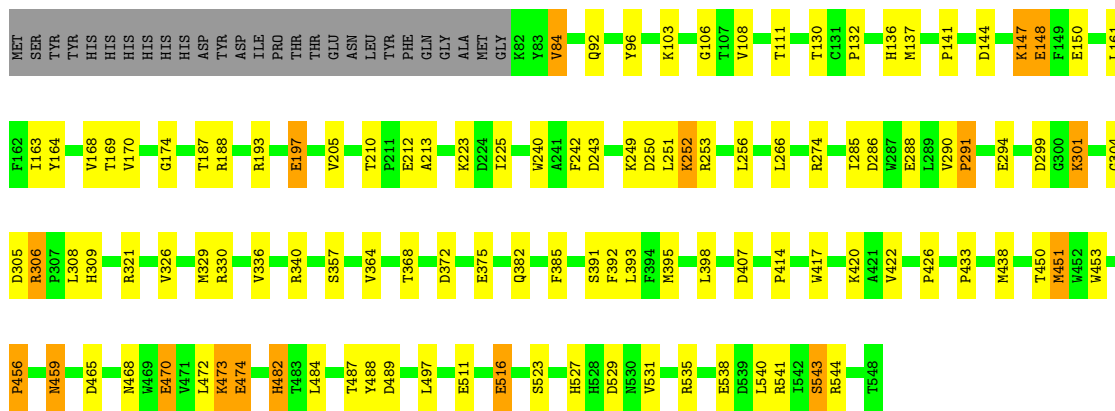 MET SER TYR TYR HIS HIS HIS HIS HIS HIS ASP TYR ASP ILE PRO THR THR GLU ASN LEU TYR PHE GLN GLY ALA MET GLY K82 Y83 V84 Q92 Y96 K103 G106 T107 V108 T111 T130 C131 P132 H136 M137 P141 D144 K147 E148 F149 E150
F162 I163 Y164 V168 T169 V170 G174 T187 R188 R193 E197 V205 T210 P211 E212 A213 K223 D224 I225 W240 A241 F242 D243 K249 D250 L251 K252 R253 L256 L266 R274 I285 D286 W287 E288 L289 V290 P291 E294 D299 G300 K301
D305 R306 P307 L308 H309 R321 V326 M329 R330 V336 R340 S357 V364 T368 D372 E375 Q382 F385 S391 F392 L393 F394 M395 L398 D407 P414 W417 K420 A421 V422 P426 P433 M438 T450 M451 W452 W453
P456 N459 D465 N468 W469 E470 V471 L472 K473 E474 H482 T483 L484 T487 Y488 D489 L497 E511 E516 S523 H527 H528 D529 N530 V531 R535 E538 D539 L540 R541 I542 S543 R544 T548